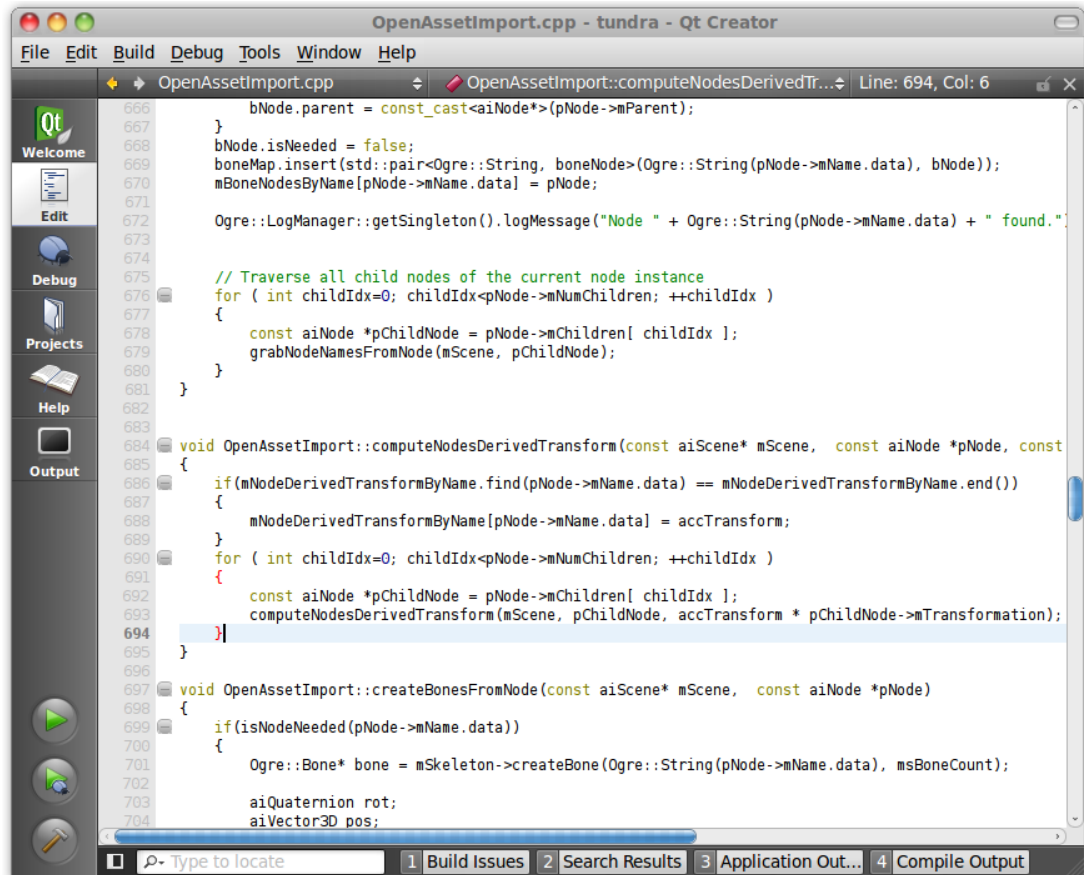 OpenAssetImport.cpp - tundra - Qt Creator
File Edit Build Debug Tools Window Help
OpenAssetImport.cpp OpenAssetImport::computeNodesDerivedTr... Line: 694, Col: 6
Qt
Welcome
Edit
Debug
Projects
Help
Output
666 bNode.parent = const_cast<aiNode*>(pNode->mParent);
667 }
668 bNode.isNeeded = false;
669 boneMap.insert(std::pair<Ogre::String, boneNode>(Ogre::String(pNode->mName.data), bNode));
670 mBoneNodesByName[pNode->mName.data] = pNode;
671
672 Ogre::LogManager::getSingleton().logMessage("Node " + Ogre::String(pNode->mName.data) + " found.")
673
674
675 // Traverse all child nodes of the current node instance
676 for ( int childIdx=0; childIdx<pNode->mNumChildren; ++childIdx )
677 {
678 const aiNode *pChildNode = pNode->mChildren[ childIdx ];
679 grabNodeNamesFromNode(mScene, pChildNode);
680 }
681 }
682
683
684 void OpenAssetImport::computeNodesDerivedTransform(const aiScene* mScene,  const aiNode *pNode, const
685 {
686 if(mNodeDerivedTransformByName.find(pNode->mName.data) == mNodeDerivedTransformByName.end())
687 {
688 mNodeDerivedTransformByName[pNode->mName.data] = accTransform;
689 }
690 for ( int childIdx=0; childIdx<pNode->mNumChildren; ++childIdx )
691 {
692 const aiNode *pChildNode = pNode->mChildren[ childIdx ];
693 computeNodesDerivedTransform(mScene, pChildNode, accTransform * pChildNode->mTransformation);
694 }
695 }
696
697 void OpenAssetImport::createBonesFromNode(const aiScene* mScene,  const aiNode *pNode)
698 {
699 if(isNodeNeeded(pNode->mName.data))
700 {
701 Ogre::Bone* bone = mSkeleton->createBone(Ogre::String(pNode->mName.data), msBoneCount);
702
703 aiQuaternion rot;
704 aiVector3D pos;
Type to locate 1 Build Issues 2 Search Results 3 Application Out... 4 Compile Output